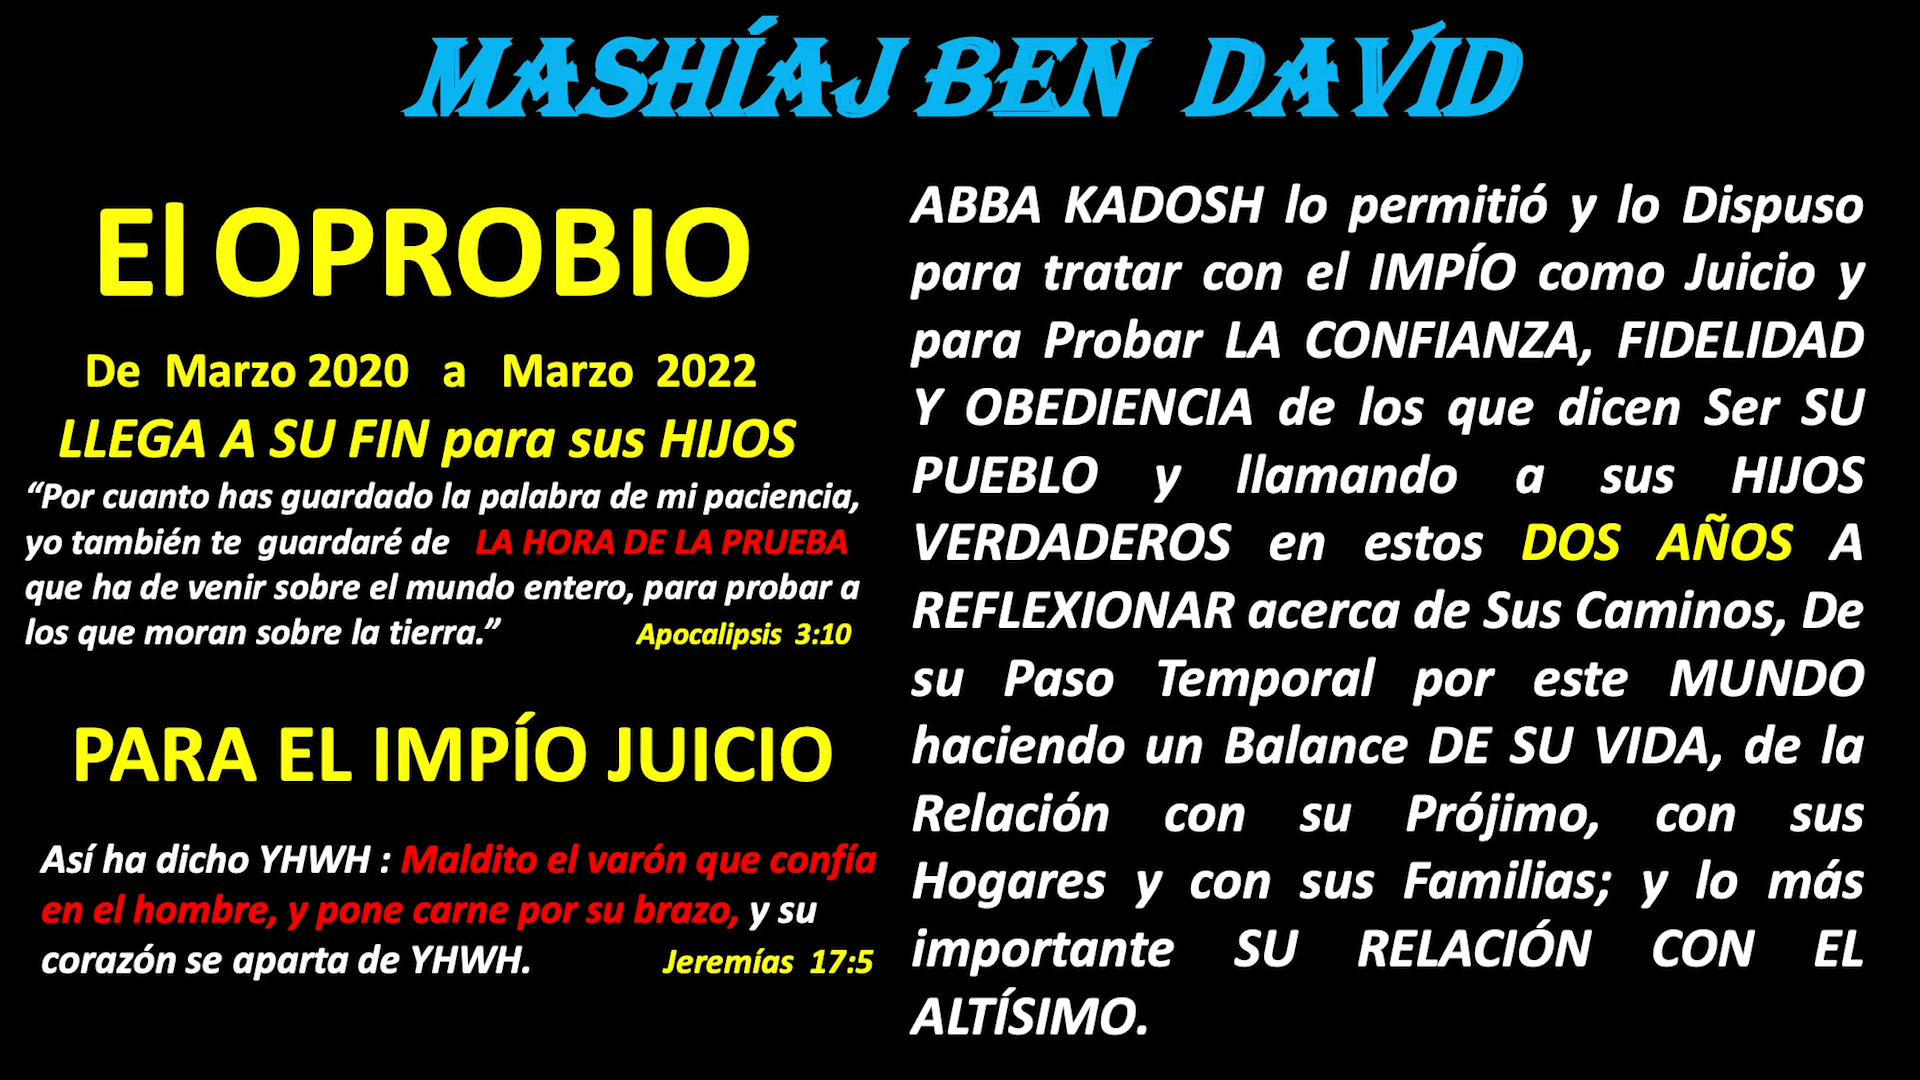 MASHÍAJ BEN DAVID
El OPROBIO
De Marzo 2020 a Marzo 2022
LLEGA A SU FIN para sus HIJOS
“Por cuanto has guardado la palabra de mi paciencia,
yo también te guardaré de LA HORA DE LA PRUEBA
que ha de venir sobre el mundo entero, para probar a
los que moran sobre la tierra.” Apocalipsis 3:10
PARA EL IMPÍO JUICIO
Así ha dicho YHWH : Maldito el varón que confía
en el hombre, y pone carne por su brazo, y su
corazón se aparta de YHWH. Jeremías 17:5
ABBA KADOSH lo permitió y lo Dispuso
para tratar con el IMPÍO como Juicio y
para Probar LA CONFIANZA, FIDELIDAD
Y OBEDIENCIA de los que dicen Ser SU
PUEBLO y llamando a sus HIJOS
VERDADEROS en estos DOS AÑOS A
REFLEXIONAR acerca de Sus Caminos, De
su Paso Temporal por este MUNDO
haciendo un Balance DE SU VIDA, de la
Relación con su Prójimo, con sus
Hogares y con sus Familias; y lo más
importante SU RELACIÓN CON EL
ALTÍSIMO.